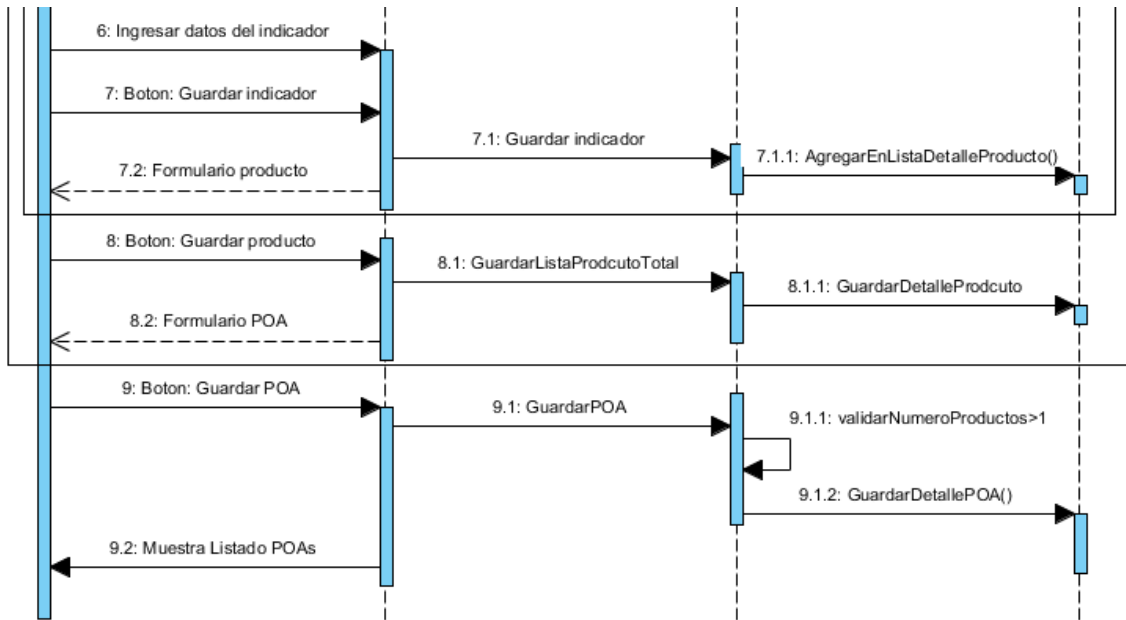 6: Ingresar datos del indicador
7: Boton: Guardar indicador
7.1: Guardar indicador
7.1.1: AgregarEnListaDetalleProducto()
7.2: Formulario producto
8: Boton: Guardar producto
8.1: GuardarListaProdcutoTotal
8.1.1: GuardarDetalleProdcuto
8.2: Formulario POA
9: Boton: Guardar POA
9.1: GuardarPOA
9.1.1: validarNumeroProductos>1
9.1.2: GuardarDetallePOA()
9.2: Muestra Listado POAs